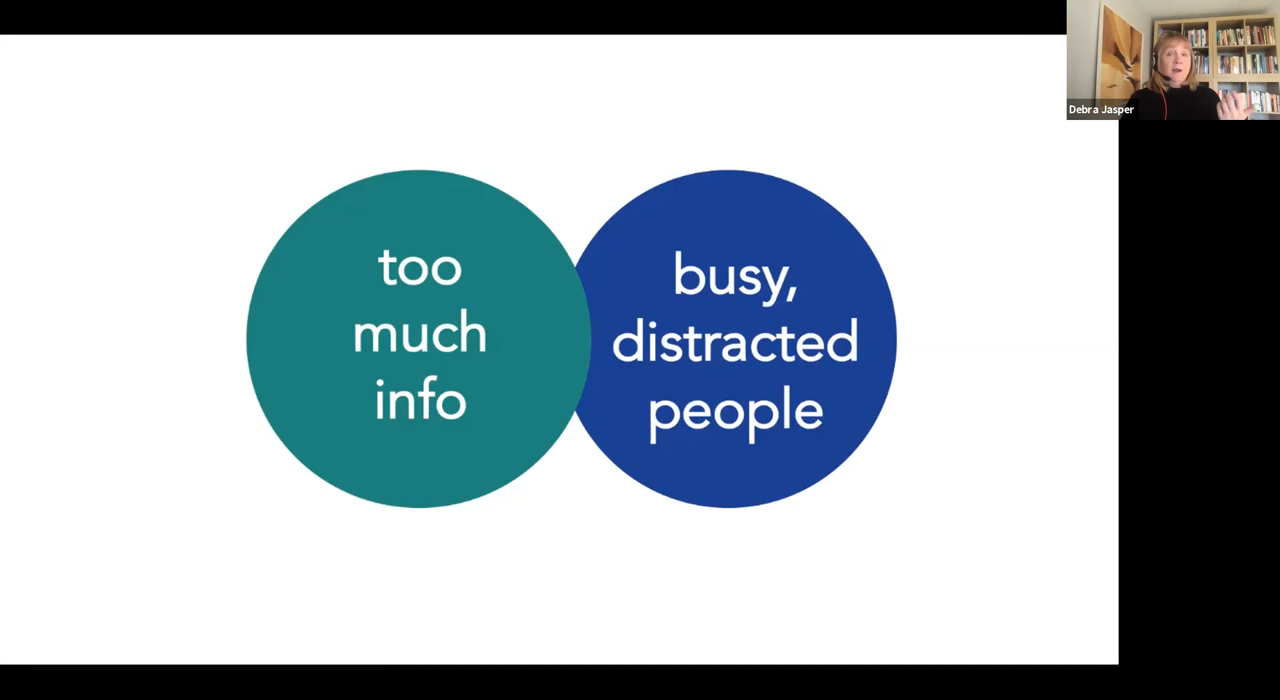 too
much
info
busy,
distracted
people
Debra Jasper